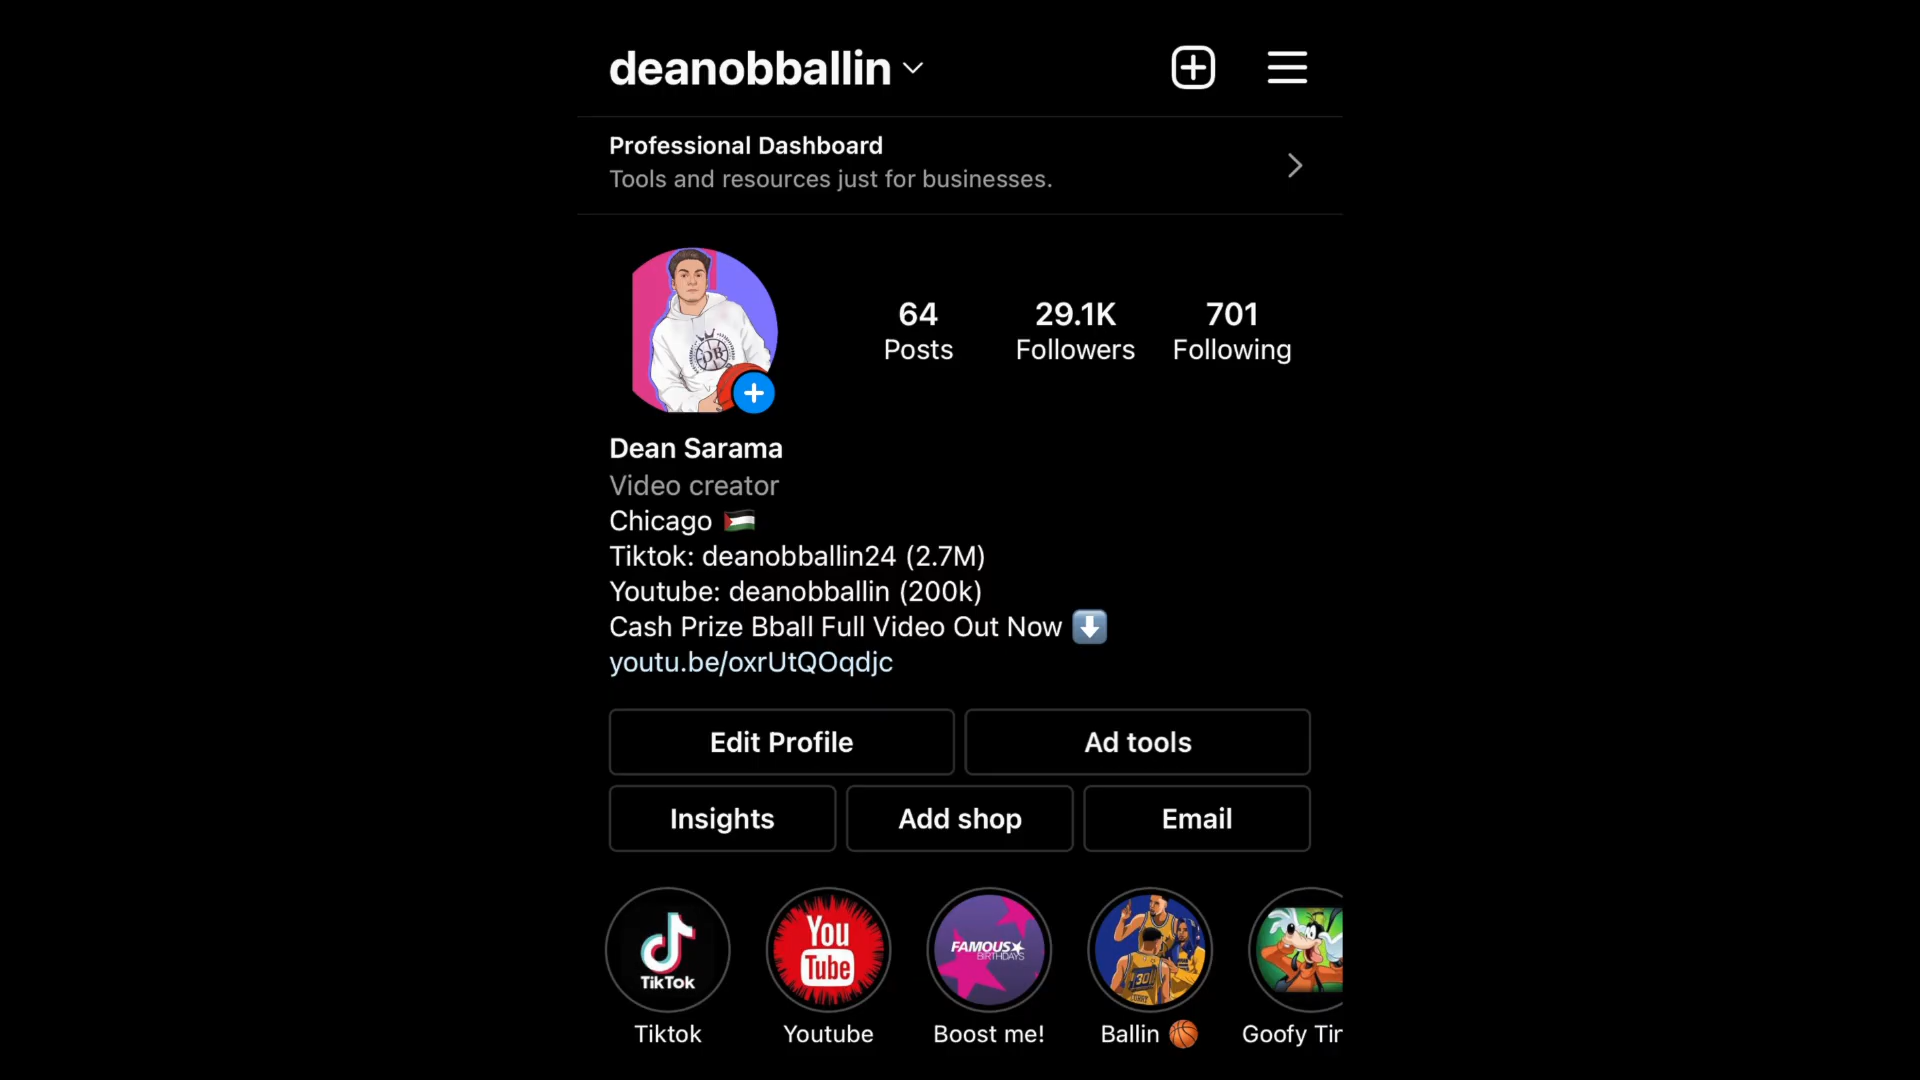 deanobballin
Professional Dashboard
Tools and resources just for businesses.
64
Posts
29.1K
Followers
701
Following
DB
Dean Sarama
Video creator
Chicago 🇵🇸
Tiktok: deanobballin24 (2.7M)
Youtube: deanobballin (200k)
Cash Prize Bball Full Video Out Now ⬇️
youtu.be/oxrUtQOqdjc
Edit Profile
Ad tools
Insights
Add shop
Email
TikTok
You
Tube
FAMOUS
BIRTHDAYS
30
CURRY
Tiktok
Youtube
Boost me!
Ballin 🏀
Goofy Tir